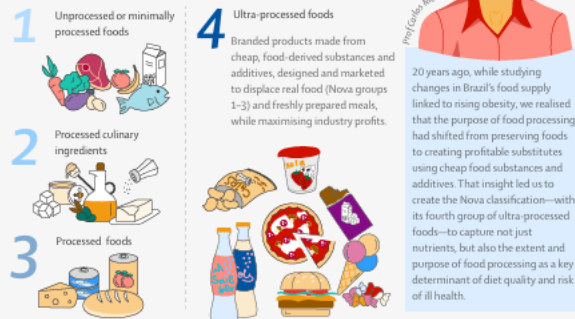 1
Unprocessed or minimally
processed foods
2
Processed culinary
ingredients
3
Processed foods
4
Ultra-processed foods
Branded products made from
cheap, food-derived substances and
additives, designed and marketed
to displace real food (Nova groups
1–3) and freshly prepared meals,
while maximising industry profits.
Prof Carlos
20 years ago, while studying
changes in Brazil's food supply
linked to rising obesity, we realised
that the purpose of food processing
had shifted from preserving foods
to creating profitable substitutes
using cheap food substances and
additives. That insight led us to
create the Nova classification—with
its fourth group of ultra-processed
foods—to capture not just
nutrients, but also the extent and
purpose of food processing as a key
determinant of diet quality and risk
of ill health.